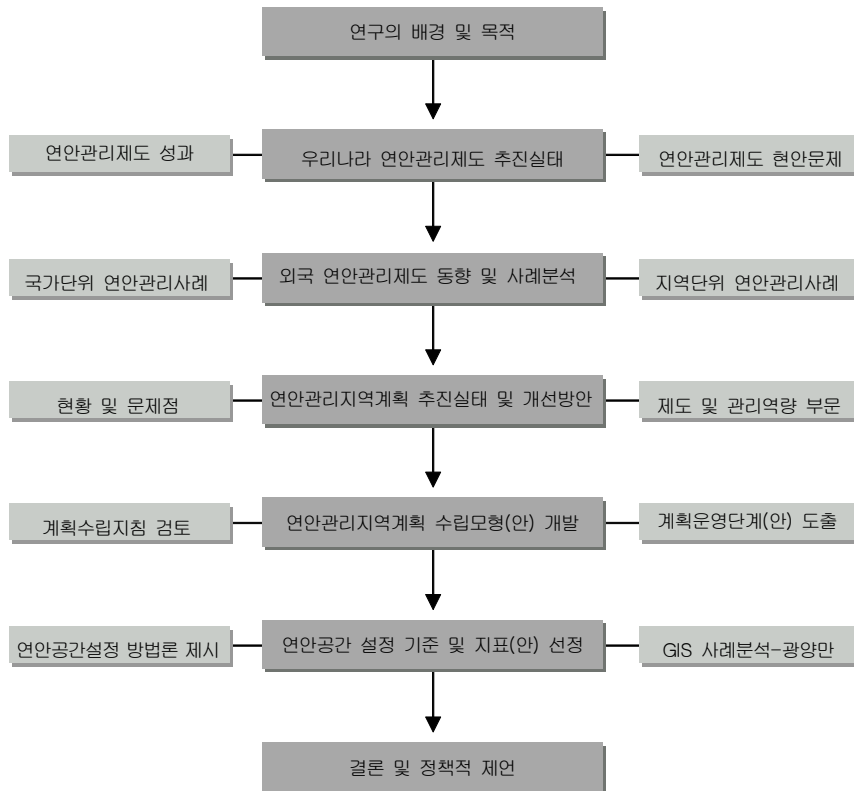 연구의 배경 및 목적
연안관리제도 성과
우리나라 연안관리제도 추진실태
연안관리제도 현안문제
국가단위 연안관리사례
외국 연안관리제도 동향 및 사례분석
지역단위 연안관리사례
현황 및 문제점
연안관리지역계획 추진실태 및 개선방안
제도 및 관리역량 부문
계획수립지침 검토
연안관리지역계획 수립모형(안) 개발
계획운영단계(안) 도출
연안공간설정 방법론 제시
연안공간 설정 기준 및 지표(안) 선정
GIS 사례분석-광양만
결론 및 정책적 제언